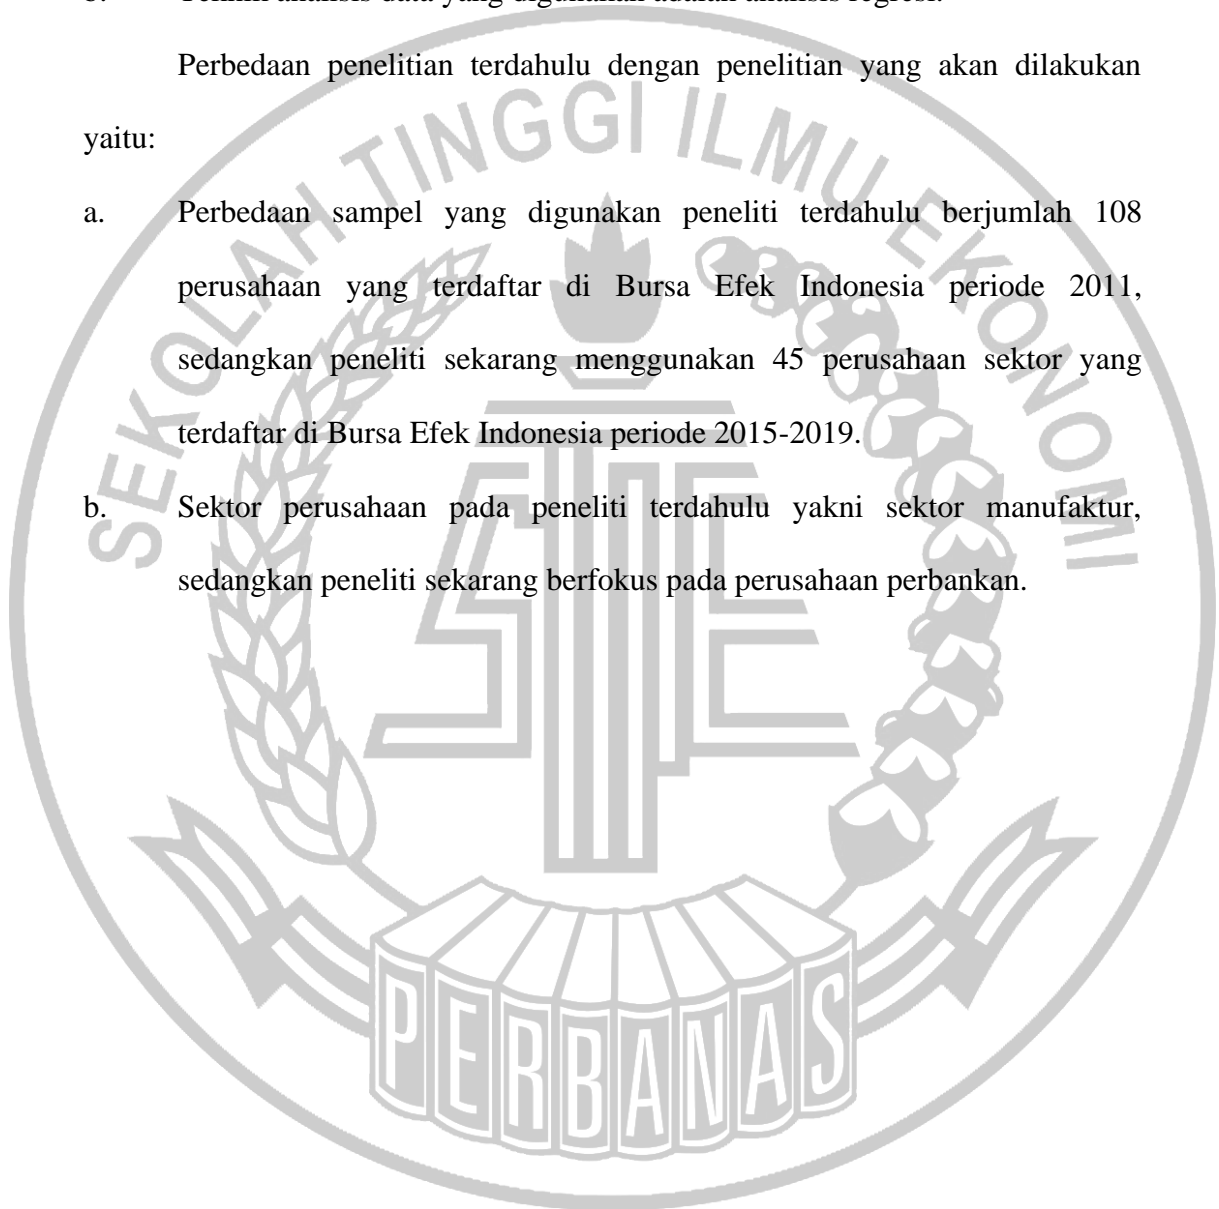 Teknik analisis data yang digunakan adalah analisis regresi.
Perbedaan penelitian terdahulu dengan penelitian yang akan dilakukan
yaitu:
a. Perbedaan sampel yang digunakan peneliti terdahulu berjumlah 108
perusahaan yang terdaftar di Bursa Efek Indonesia periode 2011,
sedangkan peneliti sekarang menggunakan 45 perusahaan sektor yang
terdaftar di Bursa Efek Indonesia periode 2015-2019.
b. Sektor perusahaan pada peneliti terdahulu yakni sektor manufaktur,
sedangkan peneliti sekarang berfokus pada perusahaan perbankan.
SEKOLAH TINGGI ILMU EKONOMI
PERBANAS